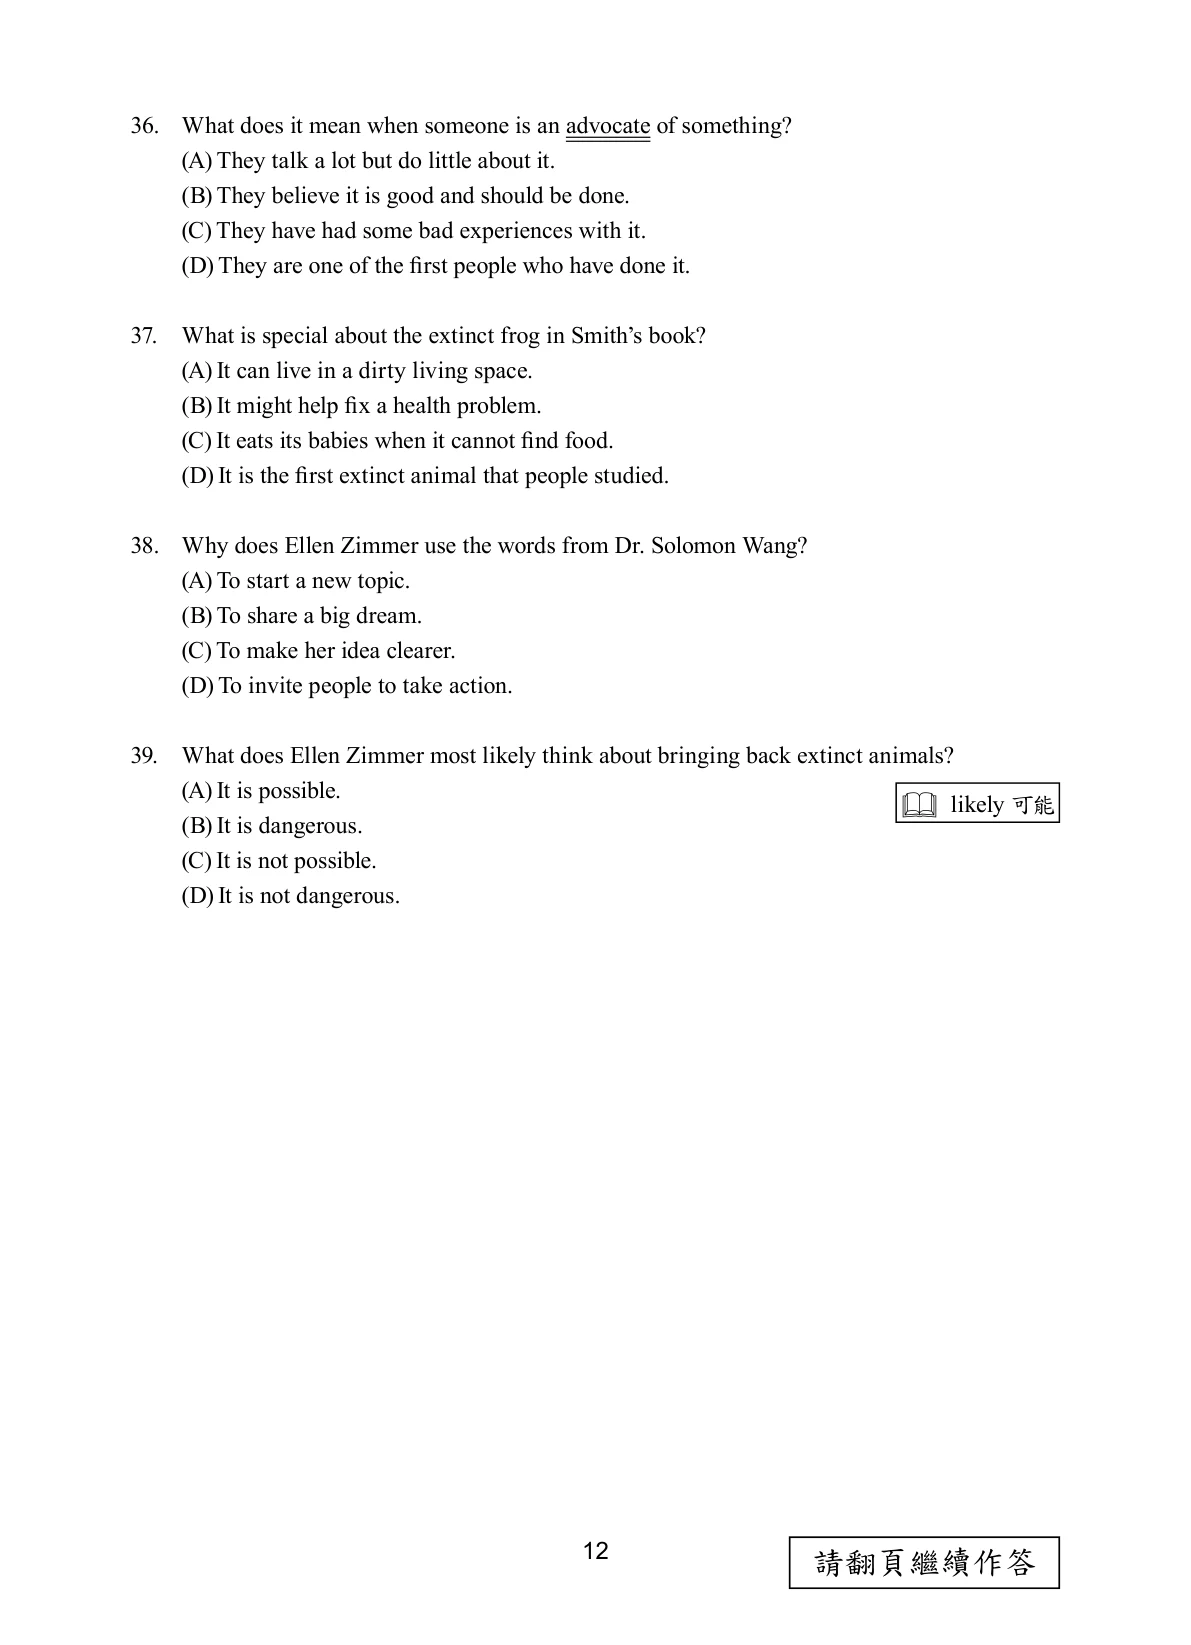 36. What does it mean when someone is an advocate of something?
(A) They talk a lot but do little about it.
(B) They believe it is good and should be done.
(C) They have had some bad experiences with it.
(D) They are one of the first people who have done it.
37. What is special about the extinct frog in Smith’s book?
(A) It can live in a dirty living space.
(B) It might help fix a health problem.
(C) It eats its babies when it cannot find food.
(D) It is the first extinct animal that people studied.
38. Why does Ellen Zimmer use the words from Dr. Solomon Wang?
(A) To start a new topic.
(B) To share a big dream.
(C) To make her idea clearer.
(D) To invite people to take action.
39. What does Ellen Zimmer most likely think about bringing back extinct animals?
(A) It is possible.
likely 可能
(B) It is dangerous.
(C) It is not possible.
(D) It is not dangerous.
12
請翻頁繼續作答